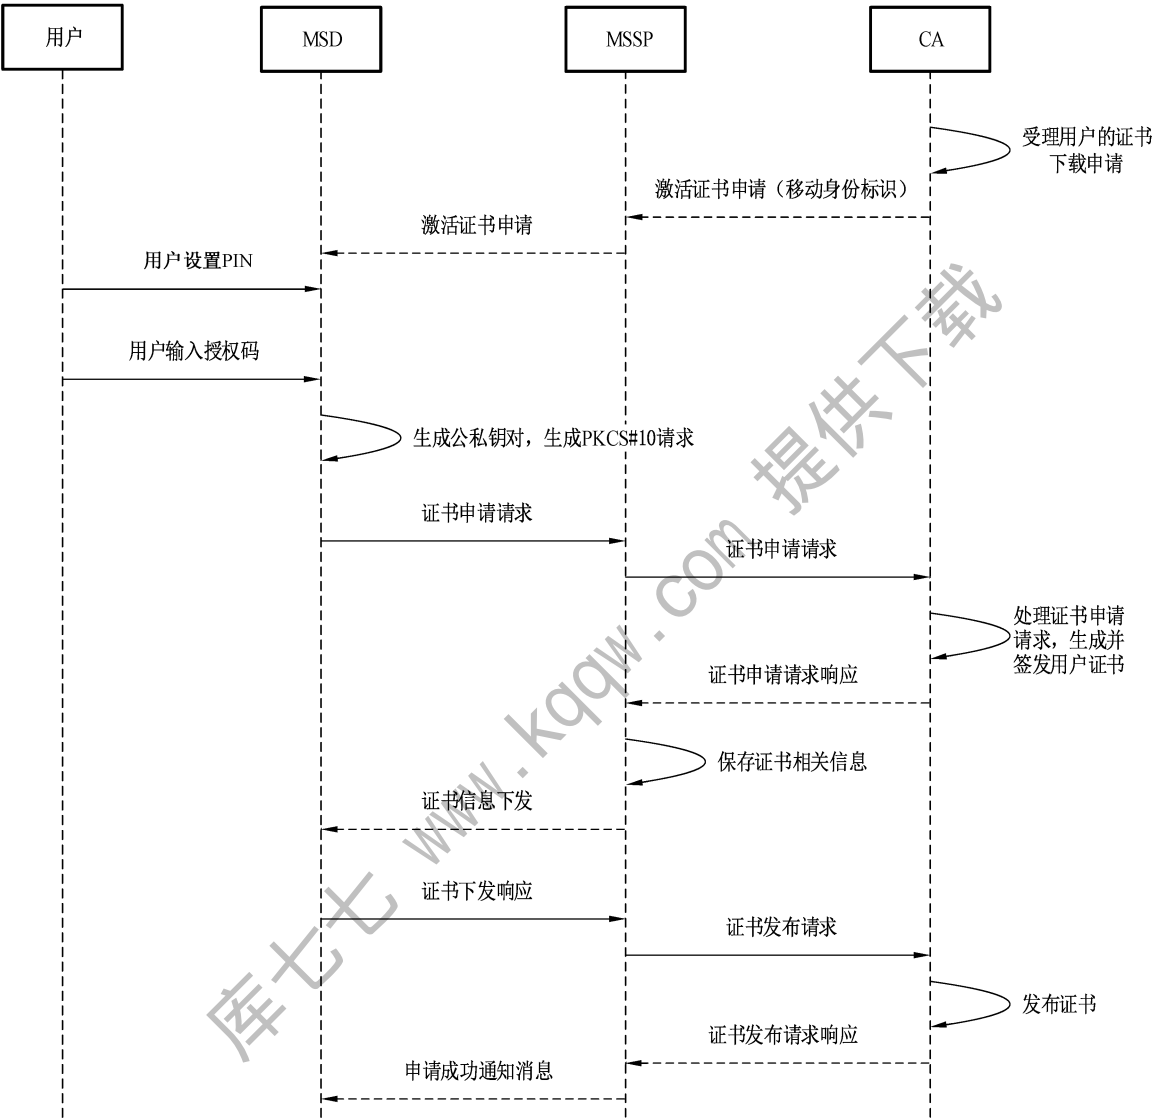 用户
MSD
MSSP
CA
受理用户的证书
下载申请
激活证书申请（移动身份标识）
激活证书申请
用户设置PIN
用户输入授权码
生成公私钥对，生成PKCS#10请求
证书申请请求
证书申请请求
处理证书申请
请求，生成并
签发用户证书
证书申请请求响应
保存证书相关信息
证书信息下发
证书下发响应
证书发布请求
发布证书
证书发布请求响应
申请成功通知消息
库七七 www.kqqw.com 提供下载